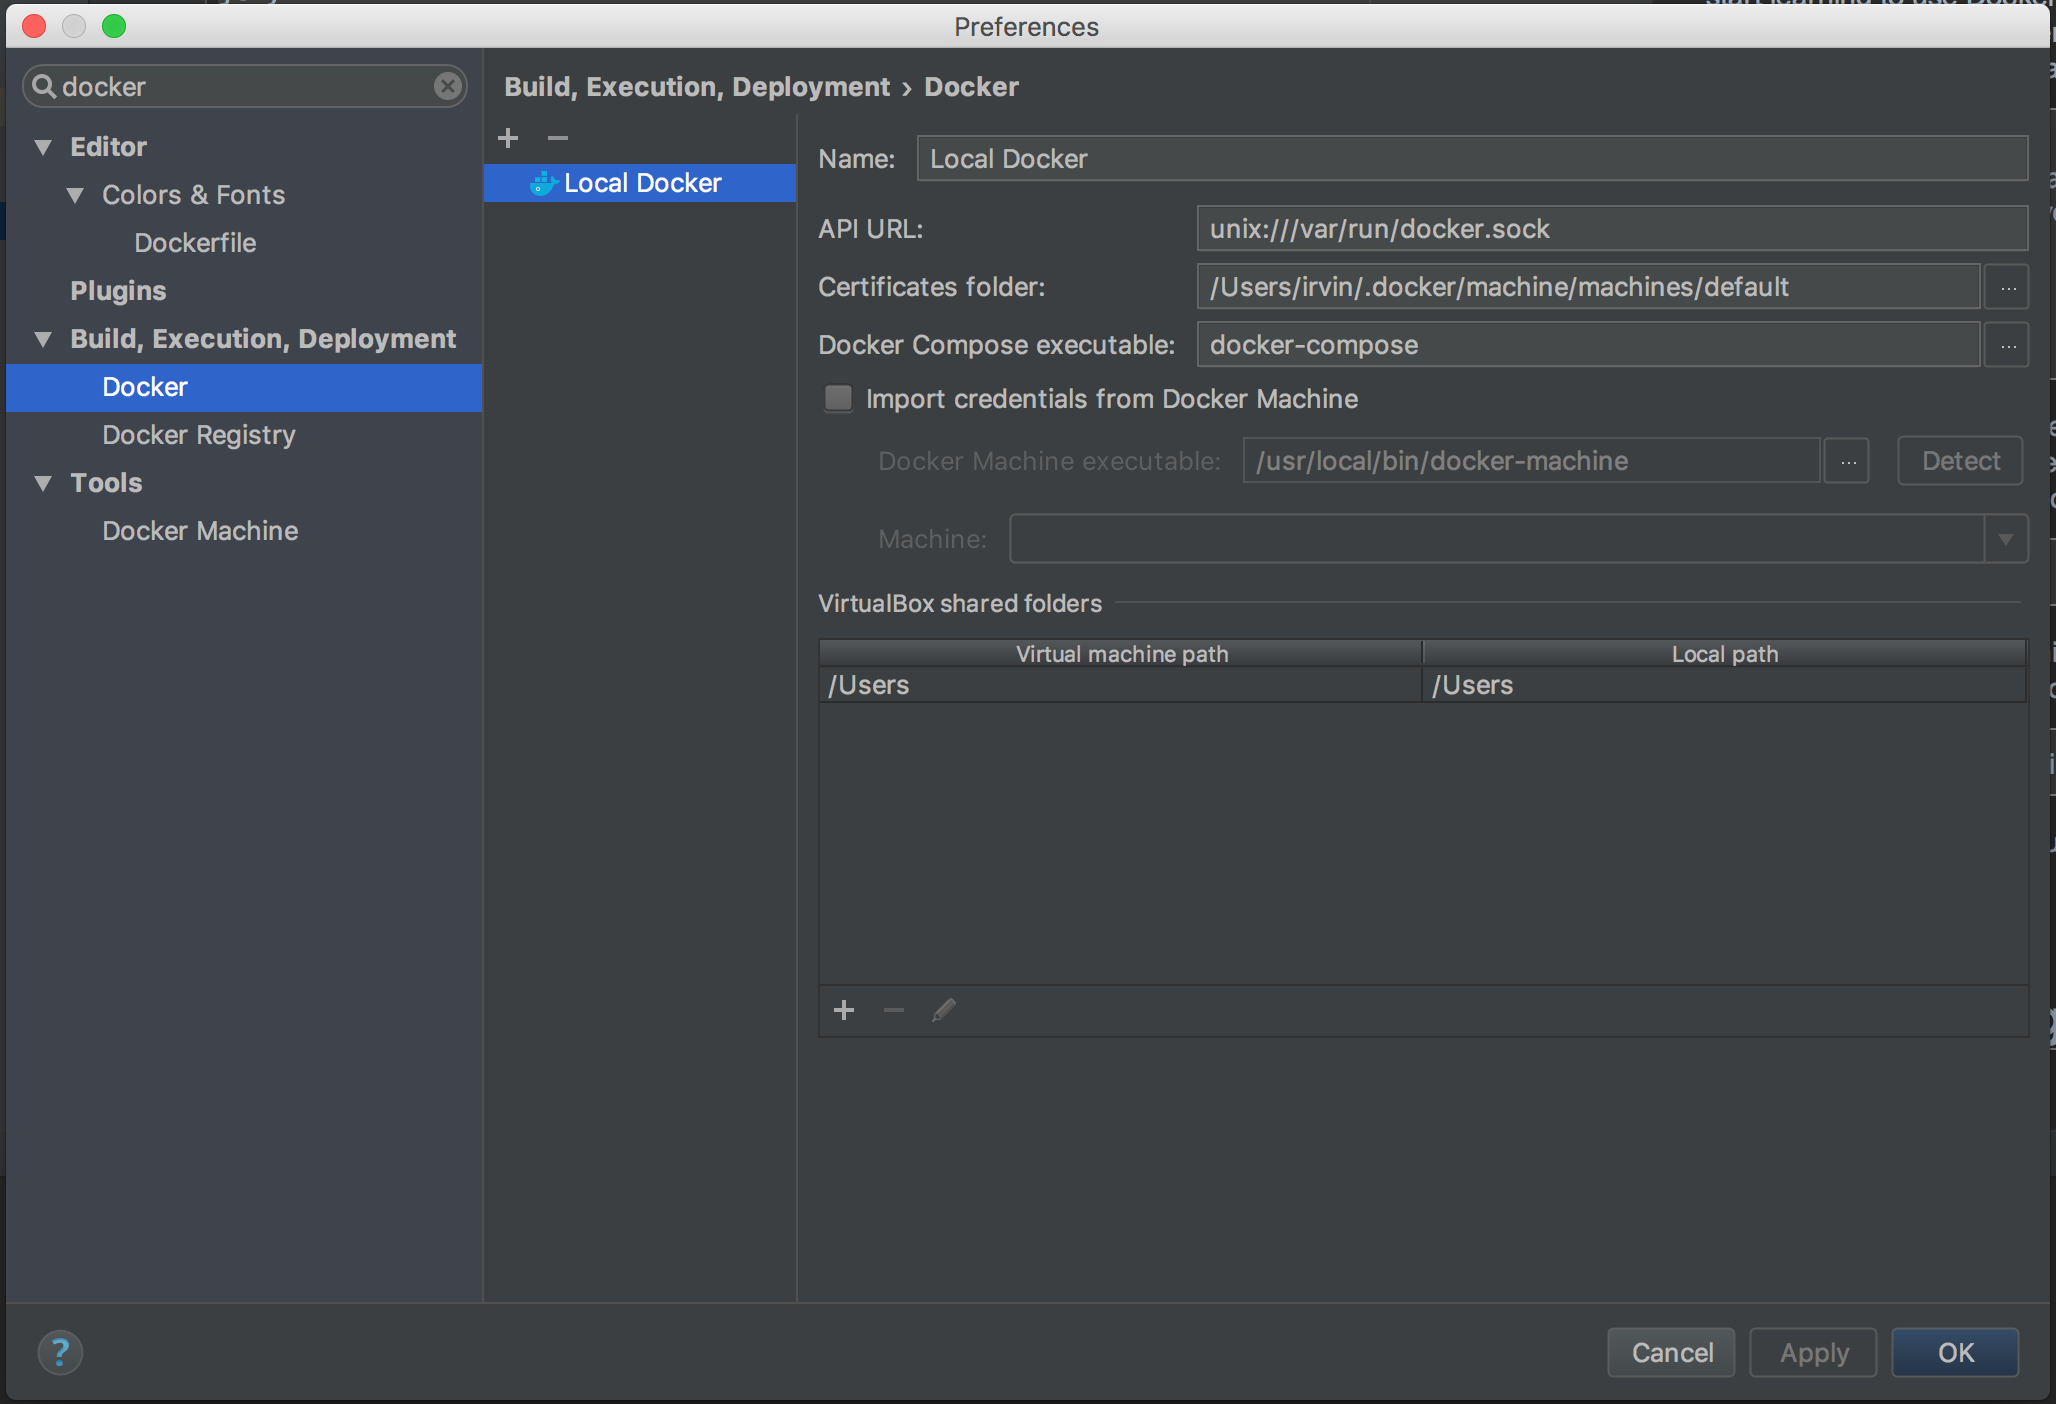 Preferences
docker
Editor
Colors & Fonts
Dockerfile
Plugins
Build, Execution, Deployment
Docker
Docker Registry
Tools
Docker Machine
Build, Execution, Deployment › Docker
Local Docker
Name: Local Docker
API URL: unix:///var/run/docker.sock
Certificates folder: /Users/irvin/.docker/machine/machines/default ...
Docker Compose executable: docker-compose ...
Import credentials from Docker Machine
Docker Machine executable: /usr/local/bin/docker-machine ... Detect
Machine:
VirtualBox shared folders
Virtual machine path Local path
/Users /Users
? Cancel Apply OK